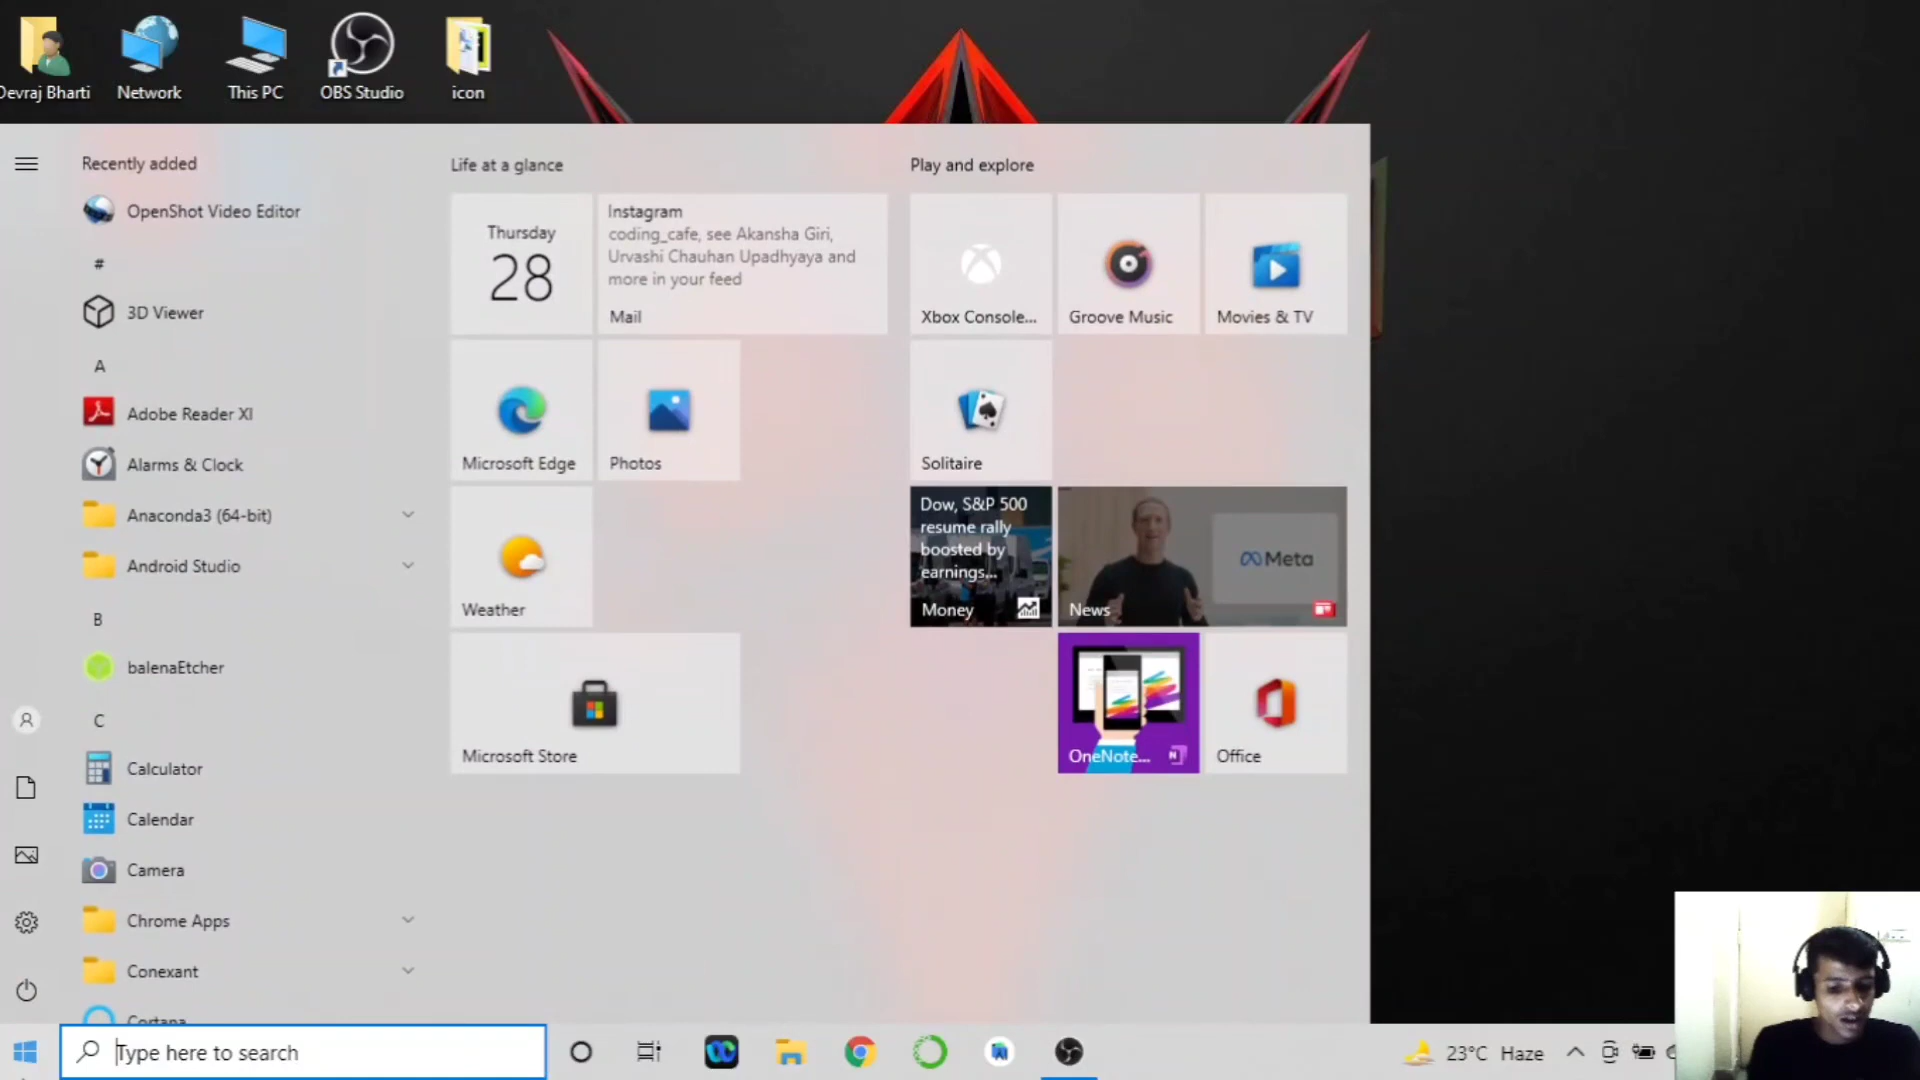 Devraj Bharti
Network
This PC
OBS Studio
icon
Recently added
OpenShot Video Editor
#
3D Viewer
A
Adobe Reader XI
Alarms & Clock
Anaconda3 (64-bit)
Android Studio
B
balenaEtcher
C
Calculator
Calendar
Camera
Chrome Apps
Conexant
Cortana
Life at a glance
Thursday
28
Instagram
coding_cafe, see Akansha Giri,
Urvashi Chauhan Upadhyaya and
more in your feed
Mail
Microsoft Edge
Photos
Weather
Microsoft Store
Play and explore
Xbox Console...
Groove Music
Movies & TV
Solitaire
Dow, S&P 500
resume rally
boosted by
earnings...
Money
Meta
News
OneNote...
N
Office
Type here to search
23°C Haze